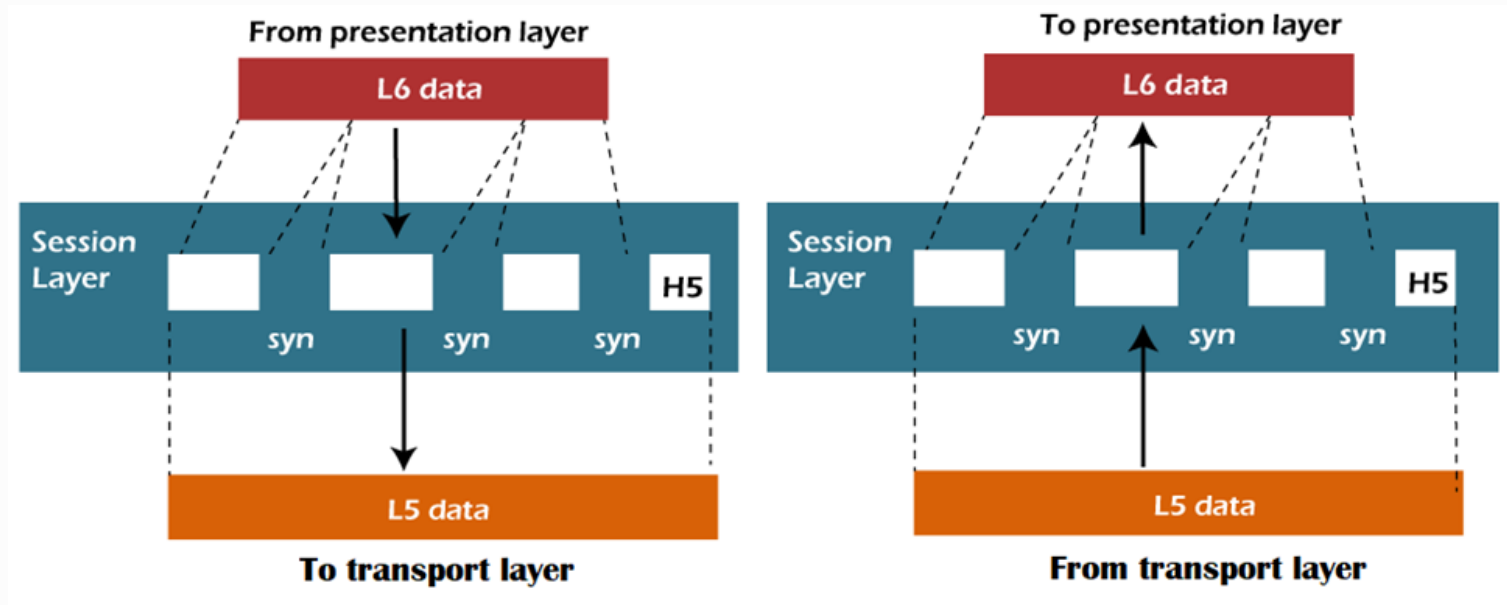 From presentation layer
L6 data
Session
Layer
H5
syn
syn
syn
L5 data
To transport layer
To presentation layer
L6 data
Session
Layer
H5
syn
syn
syn
L5 data
From transport layer